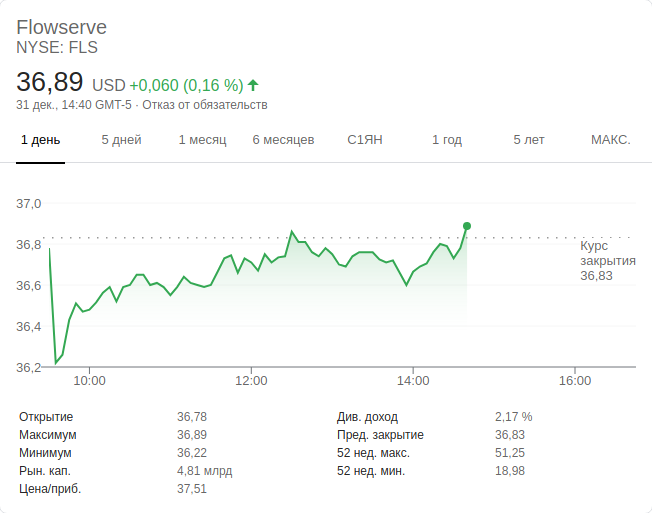 Flowserve
NYSE: FLS
36,89 USD +0,060 (0,16 %)
31 дек., 14:40 GMT-5 · Отказ от обязательств
1 день 5 дней 1 месяц 6 месяцев С1ЯН 1 год 5 лет МАКС.
37,0
36,8
36,6
36,4
36,2
Курс
закрытия
36,83
10:00 12:00 14:00 16:00
Открытие 36,78
Максимум 36,89
Минимум 36,22
Рын. кап. 4,81 млрд
Цена/приб. 37,51
Див. доход 2,17 %
Пред. закрытие 36,83
52 нед. макс. 51,25
52 нед. мин. 18,98